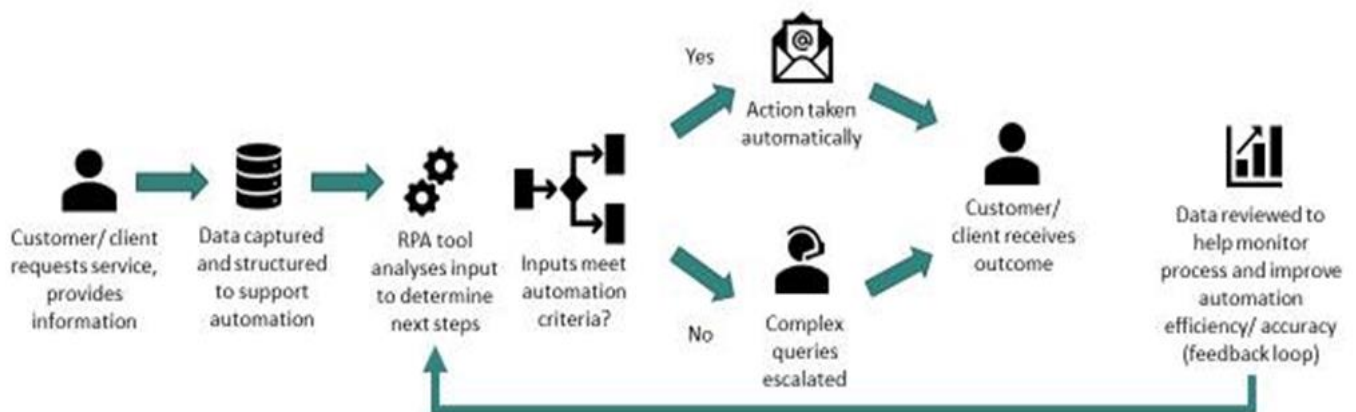 Customer/ client
requests service,
provides
information
Data captured
and structured
to support
automation
RPA tool
analyses input
to determine
next steps
Inputs meet
automation
criteria?
Yes
@
Action taken
automatically
No
Complex
queries
escalated
Customer/
client receives
outcome
Data reviewed to
help monitor
process and improve
automation
efficiency/ accuracy
(feedback loop)